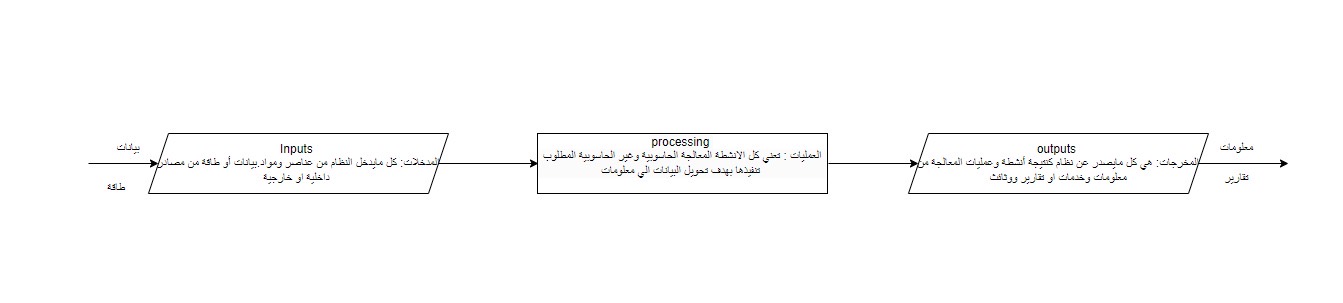 بيانات
طاقة
Inputs
المدخلات: كل مايدخل النظام من عناصر ومواد.بيانات أو طاقة من مصادر
داخلية او خارجية
processing
العمليات : تعني كل الانشطة المعالجة الحاسوبية وغير الحاسوبية المطلوب
تنفيذها بهدف تحويل البيانات الي معلومات
outputs
المخرجات: هي كل مايصدر عن نظام كنتيجة أنشطة وعمليات المعالجة من
معلومات وخدمات او تقارير ووثائث
معلومات
تقارير